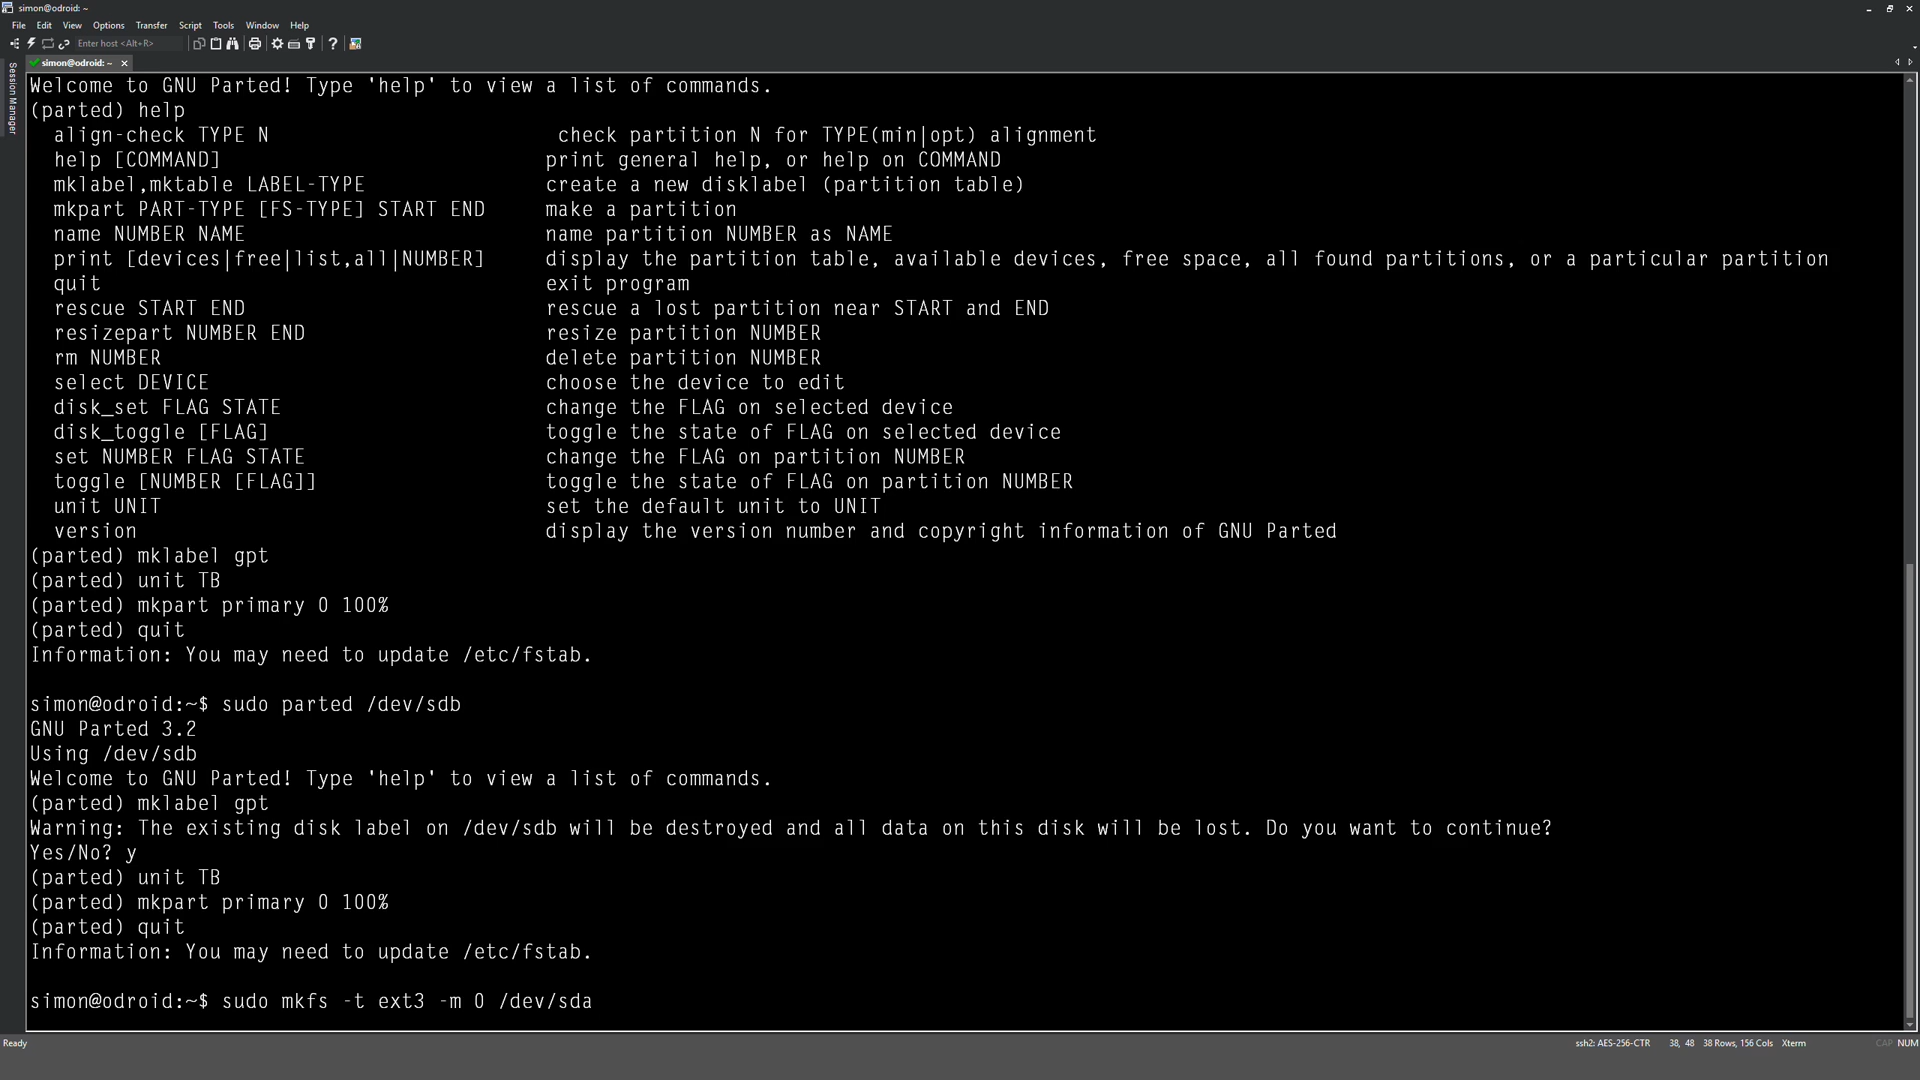 simon@odroid: ~
File Edit View Options Transfer Script Tools Window Help
Enter host <Alt+R>
simon@odroid: ~
Session Manager
Welcome to GNU Parted! Type 'help' to view a list of commands.
(parted) help
align-check TYPE N check partition N for TYPE(min|opt) alignment
help [COMMAND] print general help, or help on COMMAND
mklabel,mktable LABEL-TYPE create a new disklabel (partition table)
mkpart PART-TYPE [FS-TYPE] START END make a partition
name NUMBER NAME name partition NUMBER as NAME
print [devices|free|list,all|NUMBER] display the partition table, available devices, free space, all found partitions, or a particular partition
quit exit program
rescue START END rescue a lost partition near START and END
resizepart NUMBER END resize partition NUMBER
rm NUMBER delete partition NUMBER
select DEVICE choose the device to edit
disk_set FLAG STATE change the FLAG on selected device
disk_toggle [FLAG] toggle the state of FLAG on selected device
set NUMBER FLAG STATE change the FLAG on partition NUMBER
toggle [NUMBER [FLAG]] toggle the state of FLAG on partition NUMBER
unit UNIT set the default unit to UNIT
version display the version number and copyright information of GNU Parted
(parted) mklabel gpt
(parted) unit TB
(parted) mkpart primary 0 100%
(parted) quit
Information: You may need to update /etc/fstab.
simon@odroid:~$ sudo parted /dev/sdb
GNU Parted 3.2
Using /dev/sdb
Welcome to GNU Parted! Type 'help' to view a list of commands.
(parted) mklabel gpt
Warning: The existing disk label on /dev/sdb will be destroyed and all data on this disk will be lost. Do you want to continue?
Yes/No? y
(parted) unit TB
(parted) mkpart primary 0 100%
(parted) quit
Information: You may need to update /etc/fstab.
simon@odroid:~$ sudo mkfs -t ext3 -m 0 /dev/sda
Ready ssh2: AES-256-CTR 38, 48 38 Rows, 156 Cols Xterm CAP NUM